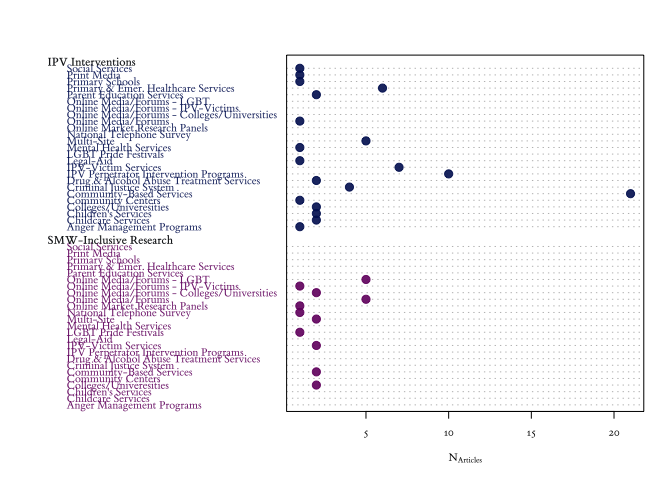 IPV Interventions
Social Services
Print Media
Primary Schools
Primary & Emer. Healthcare Services
Parent Education Services
Online Media/Forums - LGBT
Online Media/Forums - IPV-Victims
Online Media/Forums - Colleges/Universities
Online Media/Forums
Online Market Research Panels
National Telephone Survey
Multi-Site
Mental Health Services
LGBT Pride Festivals
Legal-Aid
IPV-Victim Services
IPV Perpetrator Intervention Programs
Drug & Alcohol Abuse Treatment Services
Criminal Justice System
Community-Based Services
Community Centers
Colleges/Univeresities
Children's Services
Childcare Services
Anger Management Programs
SMW-Inclusive Research
Social Services
Print Media
Primary Schools
Primary & Emer. Healthcare Services
Parent Education Services
Online Media/Forums - LGBT
Online Media/Forums - IPV-Victims
Online Media/Forums - Colleges/Universities
Online Media/Forums
Online Market Research Panels
National Telephone Survey
Multi-Site
Mental Health Services
LGBT Pride Festivals
Legal-Aid
IPV-Victim Services
IPV Perpetrator Intervention Programs
Drug & Alcohol Abuse Treatment Services
Criminal Justice System
Community-Based Services
Community Centers
Colleges/Univeresities
Children's Services
Childcare Services
Anger Management Programs
5 10 15 20
N Articles